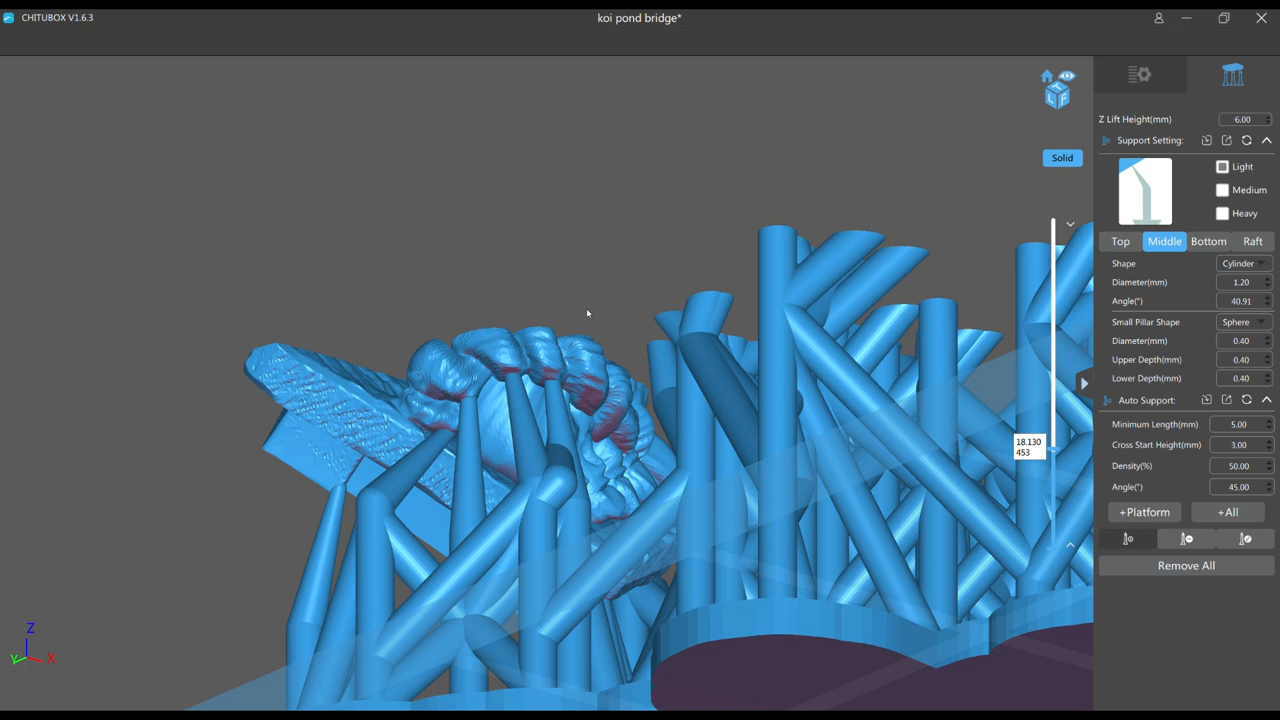 CHITUBOX V1.6.3
koi pond bridge*
Z Lift Height(mm) 6.00
Support Setting:
Light
Medium
Heavy
Solid
Top Middle Bottom Raft
Shape Cylinder
Diameter(mm) 1.20
Angle(°) 40.91
Small Pillar Shape Sphere
Diameter(mm) 0.40
Upper Depth(mm) 0.40
Lower Depth(mm) 0.40
Auto Support:
Minimum Length(mm) 5.00
Cross Start Height(mm) 3.00
Density(%) 50.00
Angle(°) 45.00
+Platform +All
Remove All
18.130
453
T
L F
Z
Y X